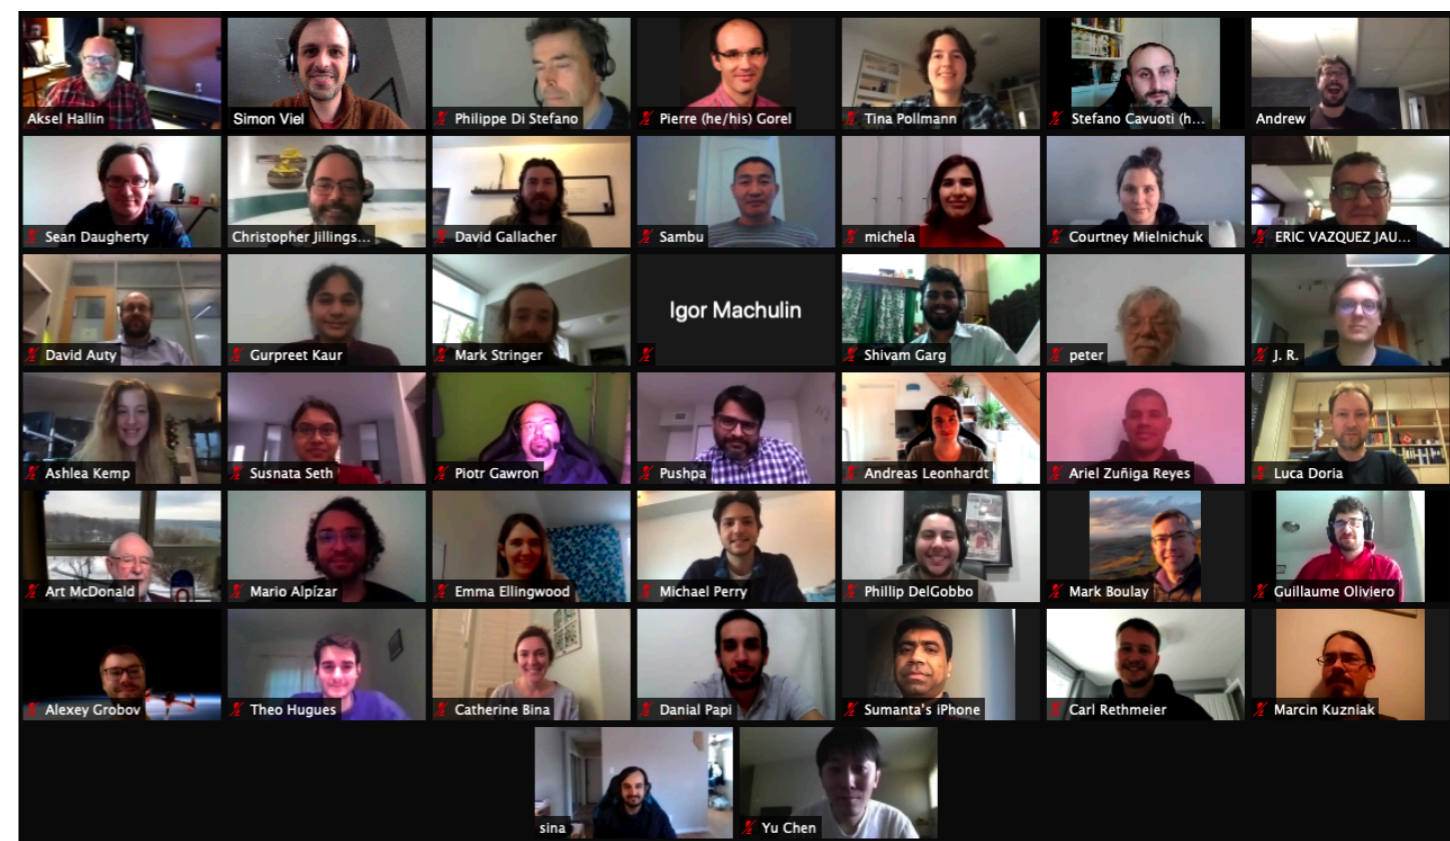 Aksel Hallin
Simon Viel
Philippe Di Stefano
Pierre (he/his) Gorel
Tina Pollmann
Stefano Cavuoti (h...
Andrew
Sean Daugherty
Christopher Jillings...
David Gallacher
Sambu
michela
Courtney Mielnichuk
ERIC VAZQUEZ JAU...
David Auty
Gurpreet Kaur
Mark Stringer
Igor Machulin
Shivam Garg
peter
J. R.
Ashlea Kemp
Susnata Seth
Piotr Gawron
Pushpa
Andreas Leonhardt
Ariel Zuñiga Reyes
Luca Doria
Art McDonald
Mario Alpízar
Emma Ellingwood
Michael Perry
Phillip DelGobbo
Mark Boulay
Guillaume Oliviero
Alexey Grobov
Theo Hugues
Catherine Bina
Danial Papi
Sumanta's iPhone
Carl Rethmeier
Marcin Kuzniak
sina
Yu Chen